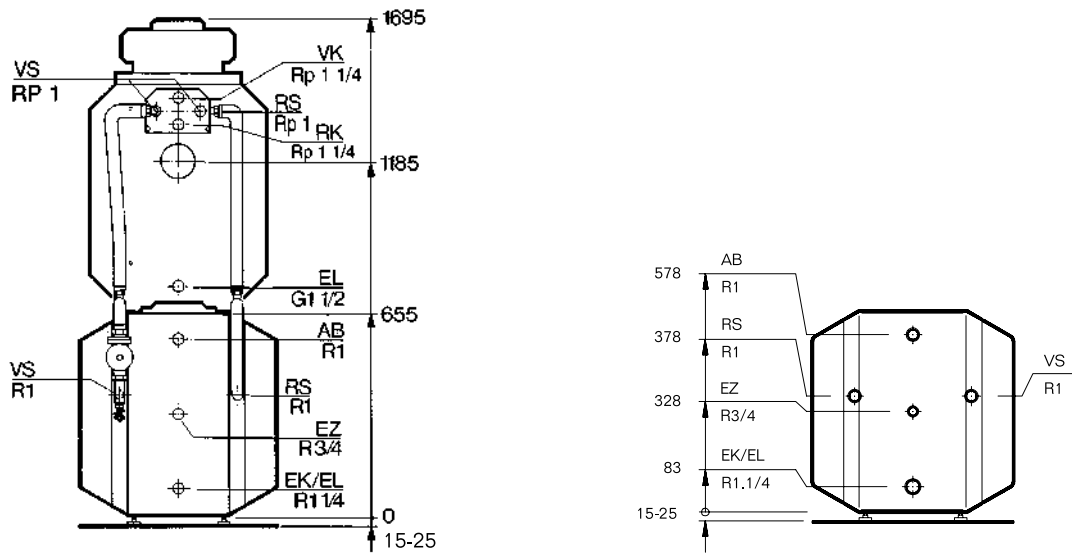 1695
VK
Rp 1 1/4
VS
RP 1
RS
Rp 1
RK
Rp 1 1/4
1185
EL
G1 1/2
655
AB
R1
VS
R1
RS
R1
EZ
R3/4
EK/EL
R1 1/4
0
15-25
578
AB
R1
378
RS
R1
VS
R1
328
EZ
R3/4
83
EK/EL
R1.1/4
15-25